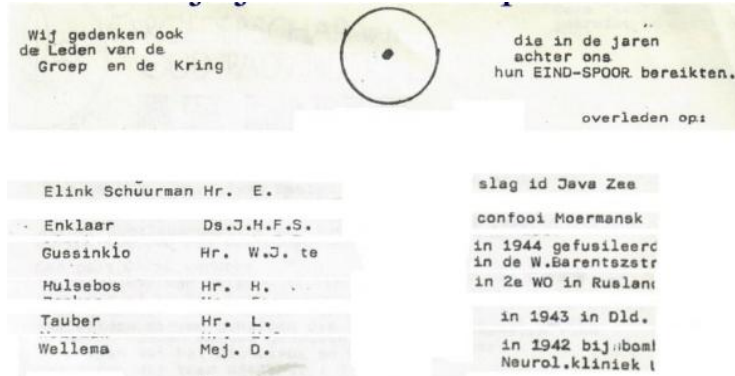 Wij gedenken ook
de Leden van de
Groep en de Kring
die in de jaren
achter ons
hun EIND-SPOOR bereikten.
overleden op:
Elink Schuurman Hr. E. slag id Java Zee
Enklaar Ds.J.H.F.S. confooi Moermansk
Gussinklo Hr. W.J. te in 1944 gefusileerd
in de W.Barentszstr
Hulsebos Hr. H. in 2e WO in Rusland
Tauber Hr. L. in 1943 in Dld.
Wellema Mej. D. in 1942 bij bomb
Neurol.kliniek